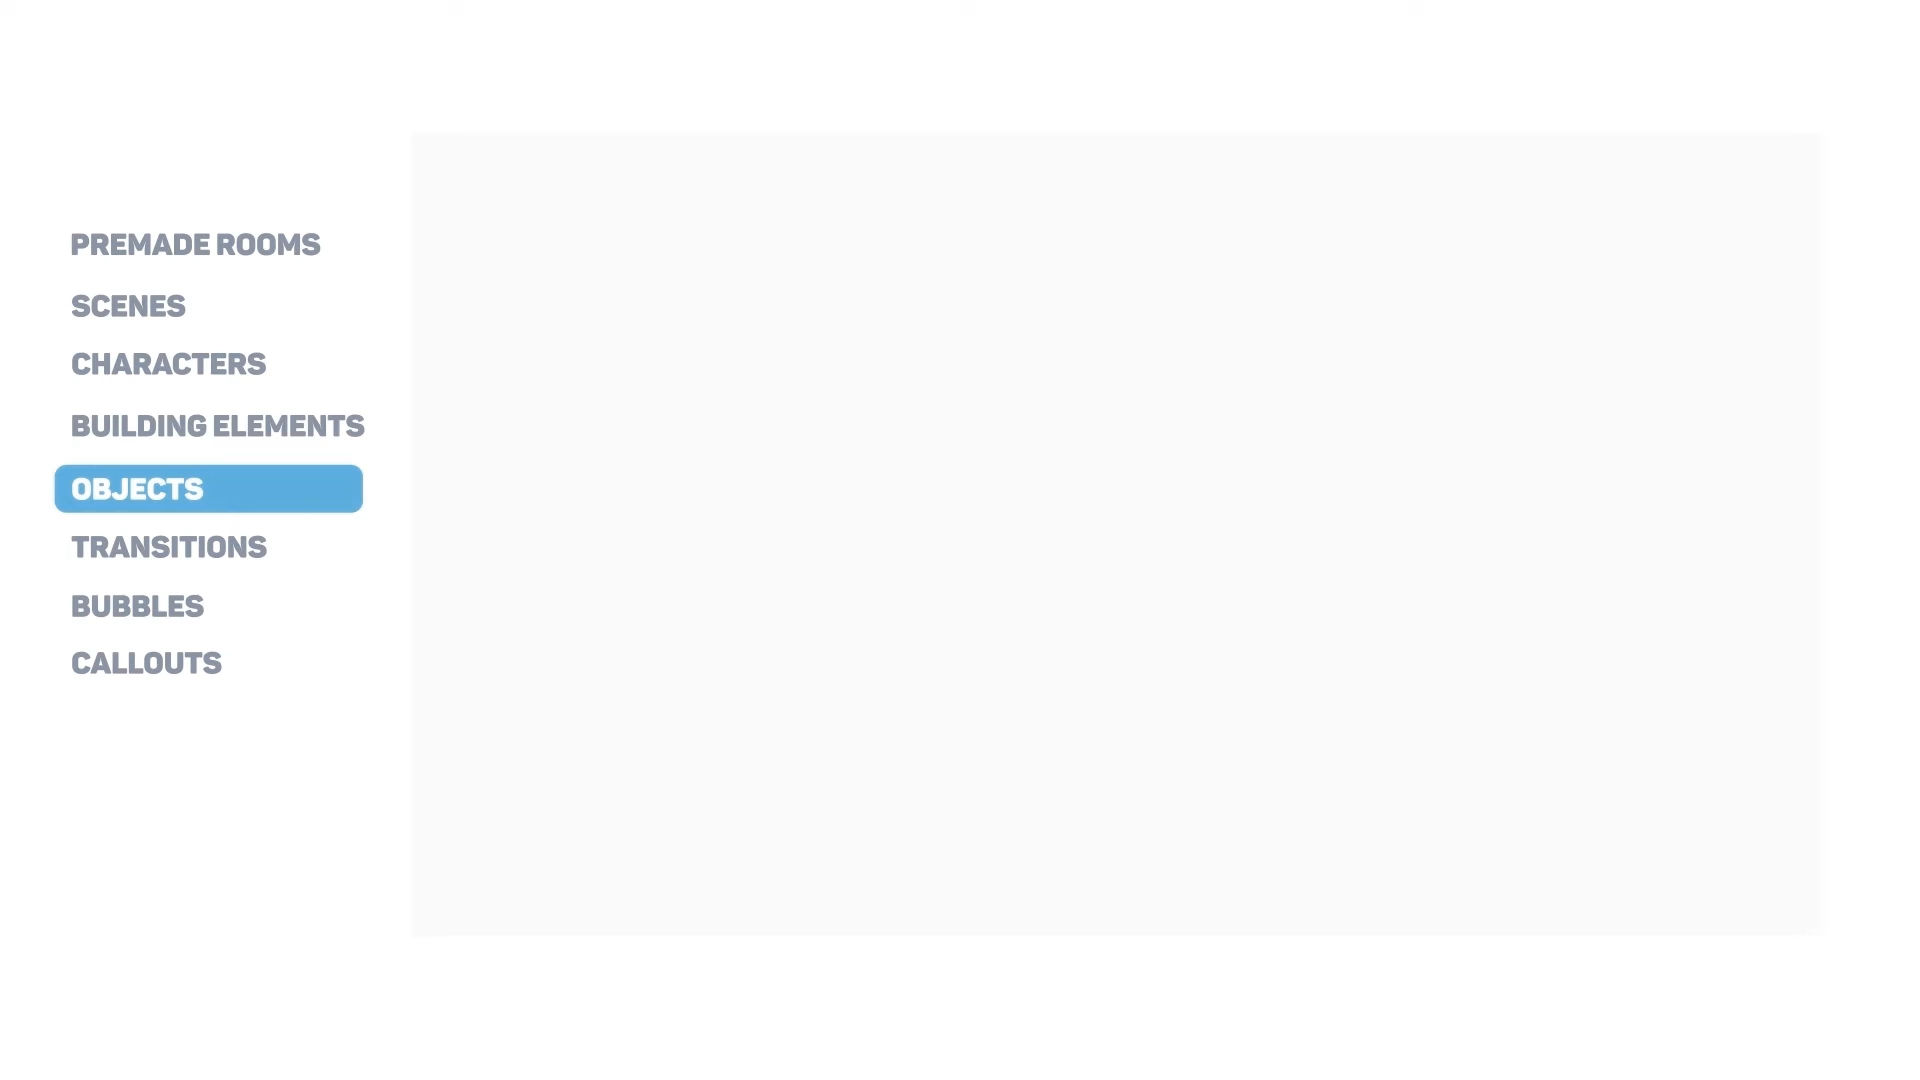 PREMADE ROOMS
SCENES
CHARACTERS
BUILDING ELEMENTS
OBJECTS
TRANSITIONS
BUBBLES
CALLOUTS